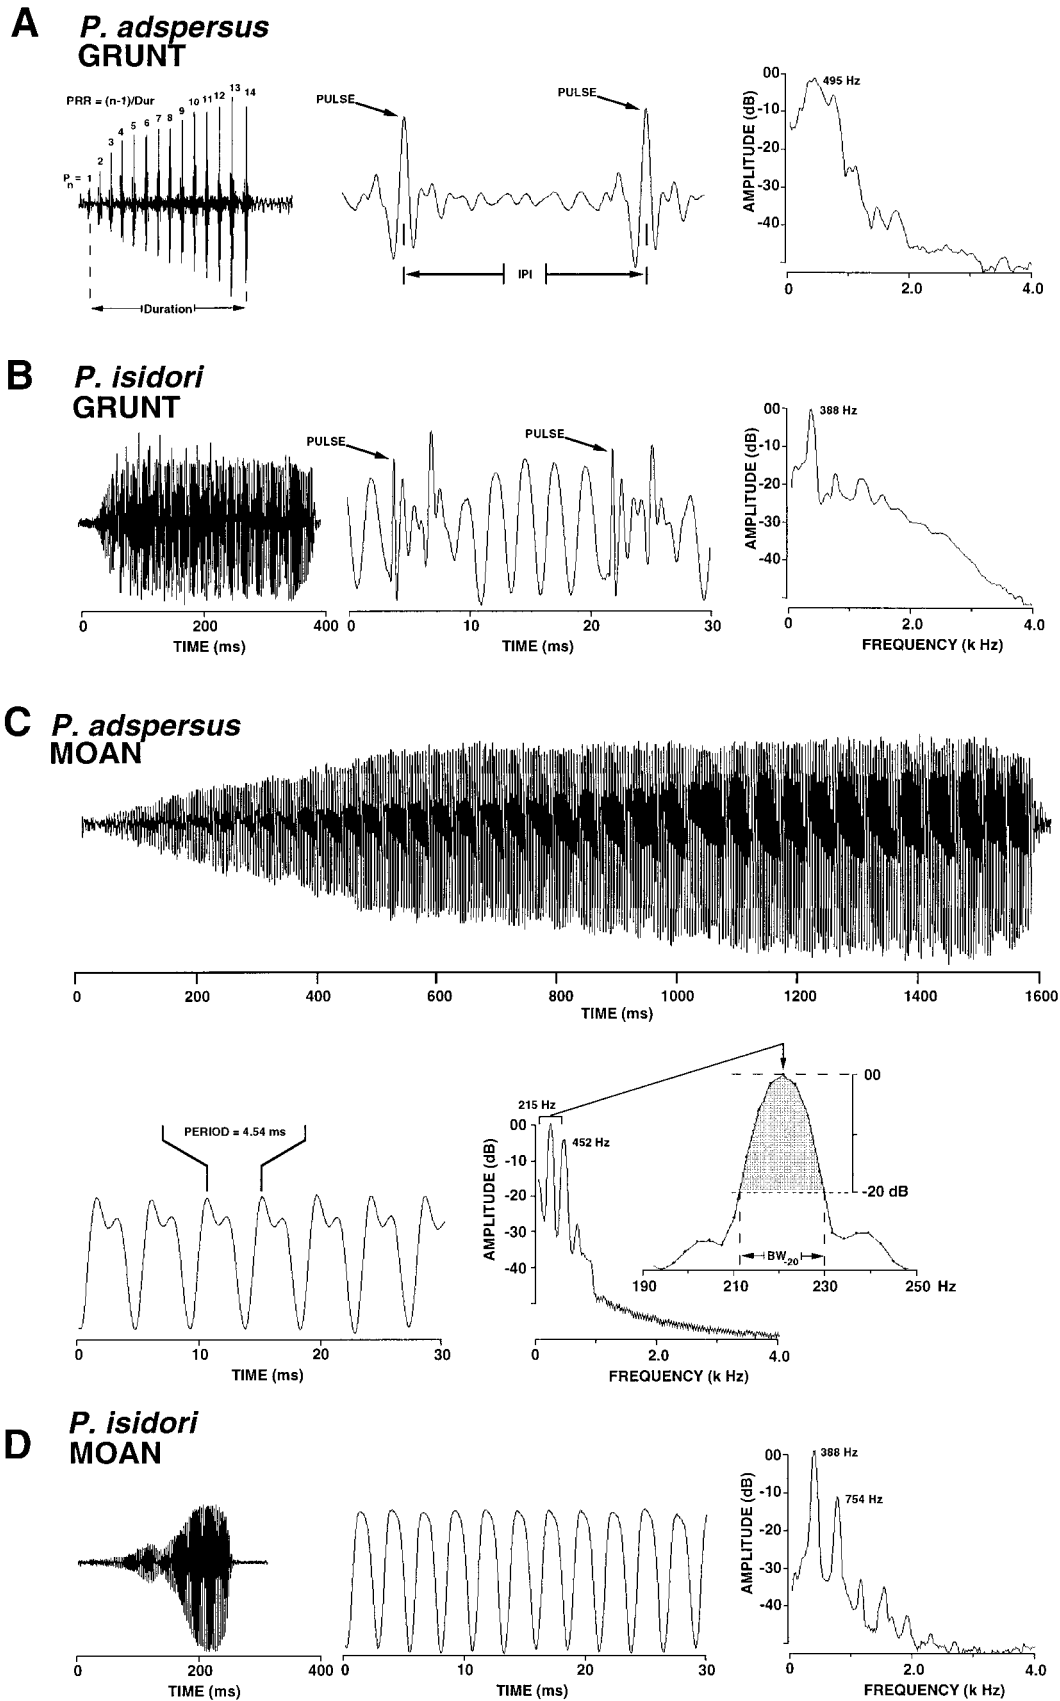 A
P. adspersus
GRUNT
PRR = (n-1)/Dur
Pn = 1 2 3 4 5 6 7 8 9 10 11 12 13 14
Duration
PULSE
PULSE
IPI
AMPLITUDE (dB)
00
-10
-20
-30
-40
495 Hz
0 2.0 4.0
B
P. isidori
GRUNT
0 200 400
TIME (ms)
PULSE
PULSE
0 10 20 30
TIME (ms)
AMPLITUDE (dB)
00
-10
-20
-30
-40
388 Hz
0 2.0 4.0
FREQUENCY (k Hz)
C
P. adspersus
MOAN
0 200 400 600 800 1000 1200 1400 1600
TIME (ms)
PERIOD = 4.54 ms
0 10 20 30
TIME (ms)
215 Hz
452 Hz
AMPLITUDE (dB)
00
-10
-20
-30
-40
0 2.0 4.0
FREQUENCY (k Hz)
00
-20 dB
BW-20
190 210 230 250 Hz
D
P. isidori
MOAN
0 200 400
TIME (ms)
0 10 20 30
TIME (ms)
AMPLITUDE (dB)
00
-10
-20
-30
-40
388 Hz
754 Hz
0 2.0 4.0
FREQUENCY (k Hz)